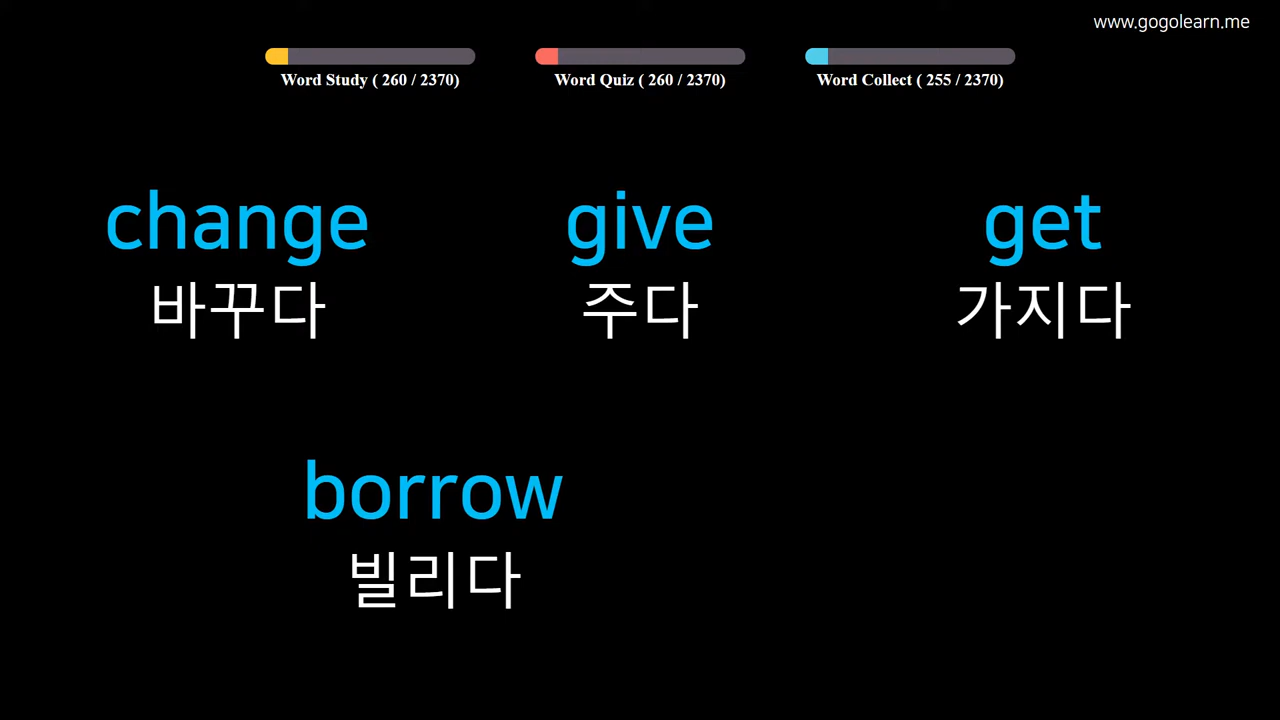 www.gogolearn.me
Word Study ( 260 / 2370)
Word Quiz ( 260 / 2370)
Word Collect ( 255 / 2370)
change
바꾸다
give
주다
get
가지다
borrow
빌리다